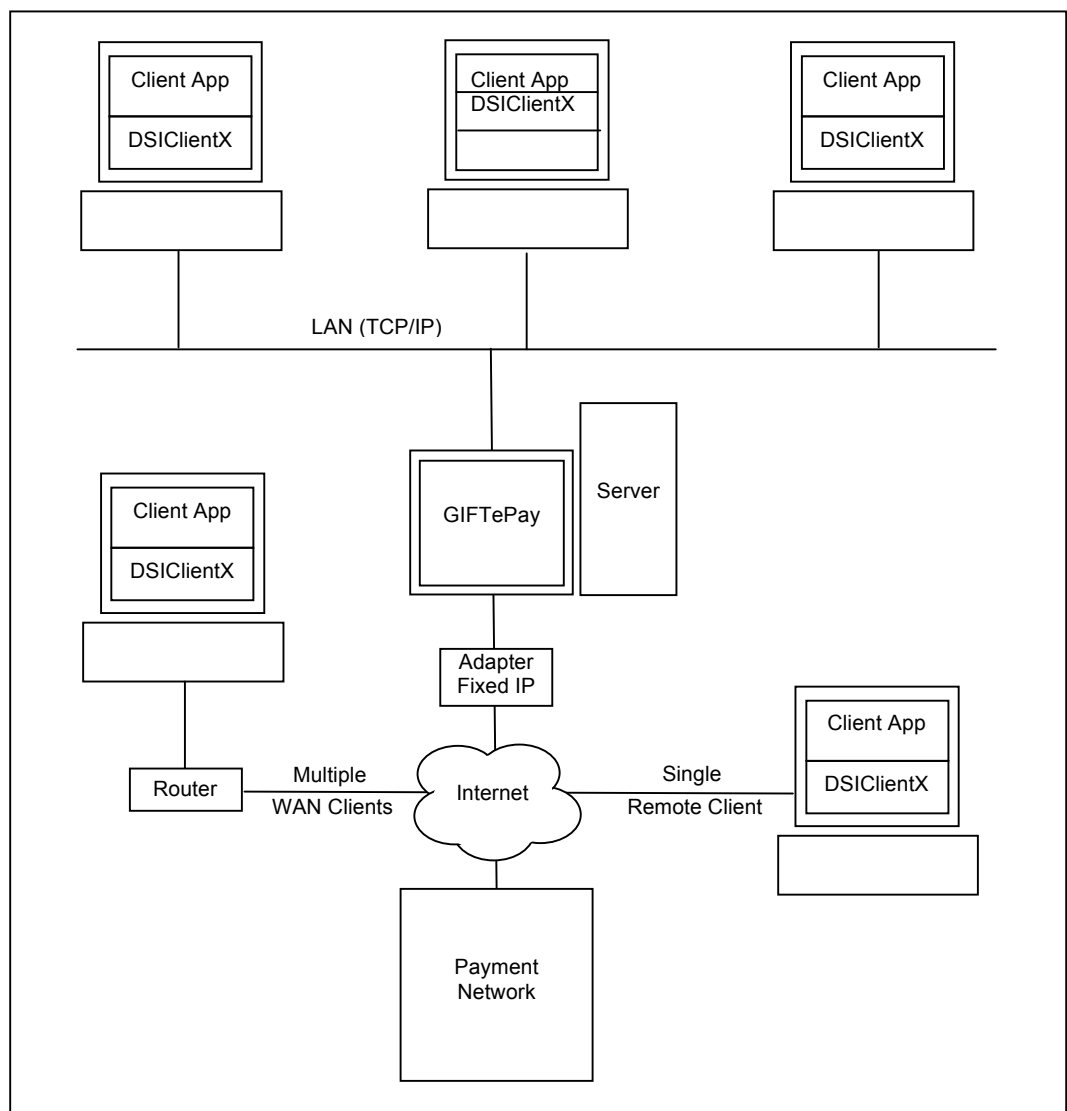 Client App
DSIClientX
Client App
DSIClientX
Client App
DSIClientX
LAN (TCP/IP)
GIFTePay
Server
Client App
DSIClientX
Adapter
Fixed IP
Client App
DSIClientX
Router
Multiple
WAN Clients
Internet
Single
Remote Client
Payment
Network